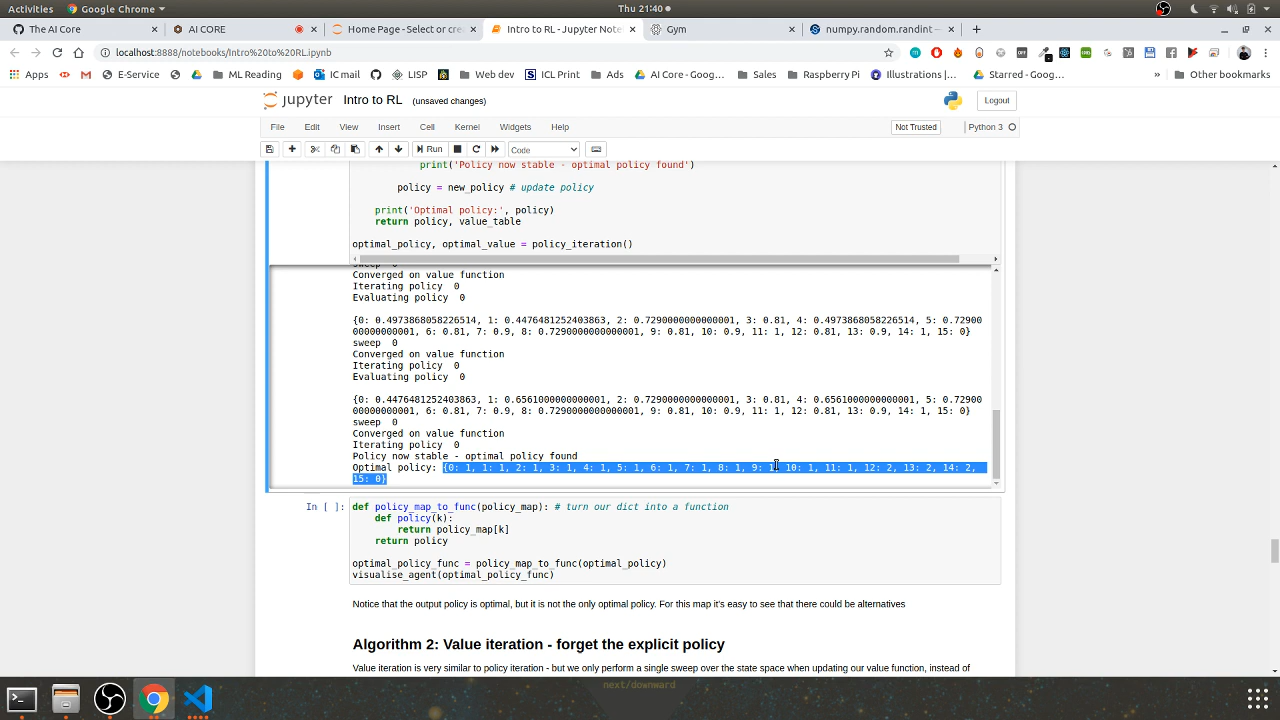 Activities
Google Chrome
Thu 21:40
The AI Core
AI CORE
Home Page - Select or cre
Intro to RL - Jupyter Note
Gym
numpy.random.randint —
localhost:8888/notebooks/Intro%20to%20RL.ipynb
Apps
E-Service
ML Reading
IC mail
LISP
Web dev
ICL Print
Ads
AI Core - Goog…
Sales
Raspberry Pi
Illustrations |…
Starred - Goog…
»
Other bookmarks
jupyter Intro to RL (unsaved changes)
Logout
File Edit View Insert Cell Kernel Widgets Help
Not Trusted
Python 3
Run
Code
print('Policy now stable - optimal policy found')
policy = new_policy # update policy
print('Optimal policy:', policy)
return policy, value_table
optimal_policy, optimal_value = policy_iteration()
sweep 0
Converged on value function
Iterating policy 0
Evaluating policy 0
{0: 0.4973868058226514, 1: 0.4476481252403863, 2: 0.7290000000000001, 3: 0.81, 4: 0.4973868058226514, 5: 0.72900
00000000001, 6: 0.81, 7: 0.9, 8: 0.7290000000000001, 9: 0.81, 10: 0.9, 11: 1, 12: 0.81, 13: 0.9, 14: 1, 15: 0}
sweep 0
Converged on value function
Iterating policy 0
Evaluating policy 0
{0: 0.4476481252403863, 1: 0.6561000000000001, 2: 0.7290000000000001, 3: 0.81, 4: 0.6561000000000001, 5: 0.72900
00000000001, 6: 0.81, 7: 0.9, 8: 0.7290000000000001, 9: 0.81, 10: 0.9, 11: 1, 12: 0.81, 13: 0.9, 14: 1, 15: 0}
sweep 0
Converged on value function
Iterating policy 0
Policy now stable - optimal policy found
Optimal policy: {0: 1, 1: 1, 2: 1, 3: 1, 4: 1, 5: 1, 6: 1, 7: 1, 8: 1, 9: 1, 10: 1, 11: 1, 12: 2, 13: 2, 14: 2,
15: 0}
In [ ]: def policy_map_to_func(policy_map): # turn our dict into a function
def policy(k):
return policy_map[k]
return policy
optimal_policy_func = policy_map_to_func(optimal_policy)
visualise_agent(optimal_policy_func)
Notice that the output policy is optimal, but it is not the only optimal policy. For this map it's easy to see that there could be alternatives
Algorithm 2: Value iteration - forget the explicit policy
Value iteration is very similar to policy iteration - but we only perform a single sweep over the state space when updating our value function, instead of
next/downward